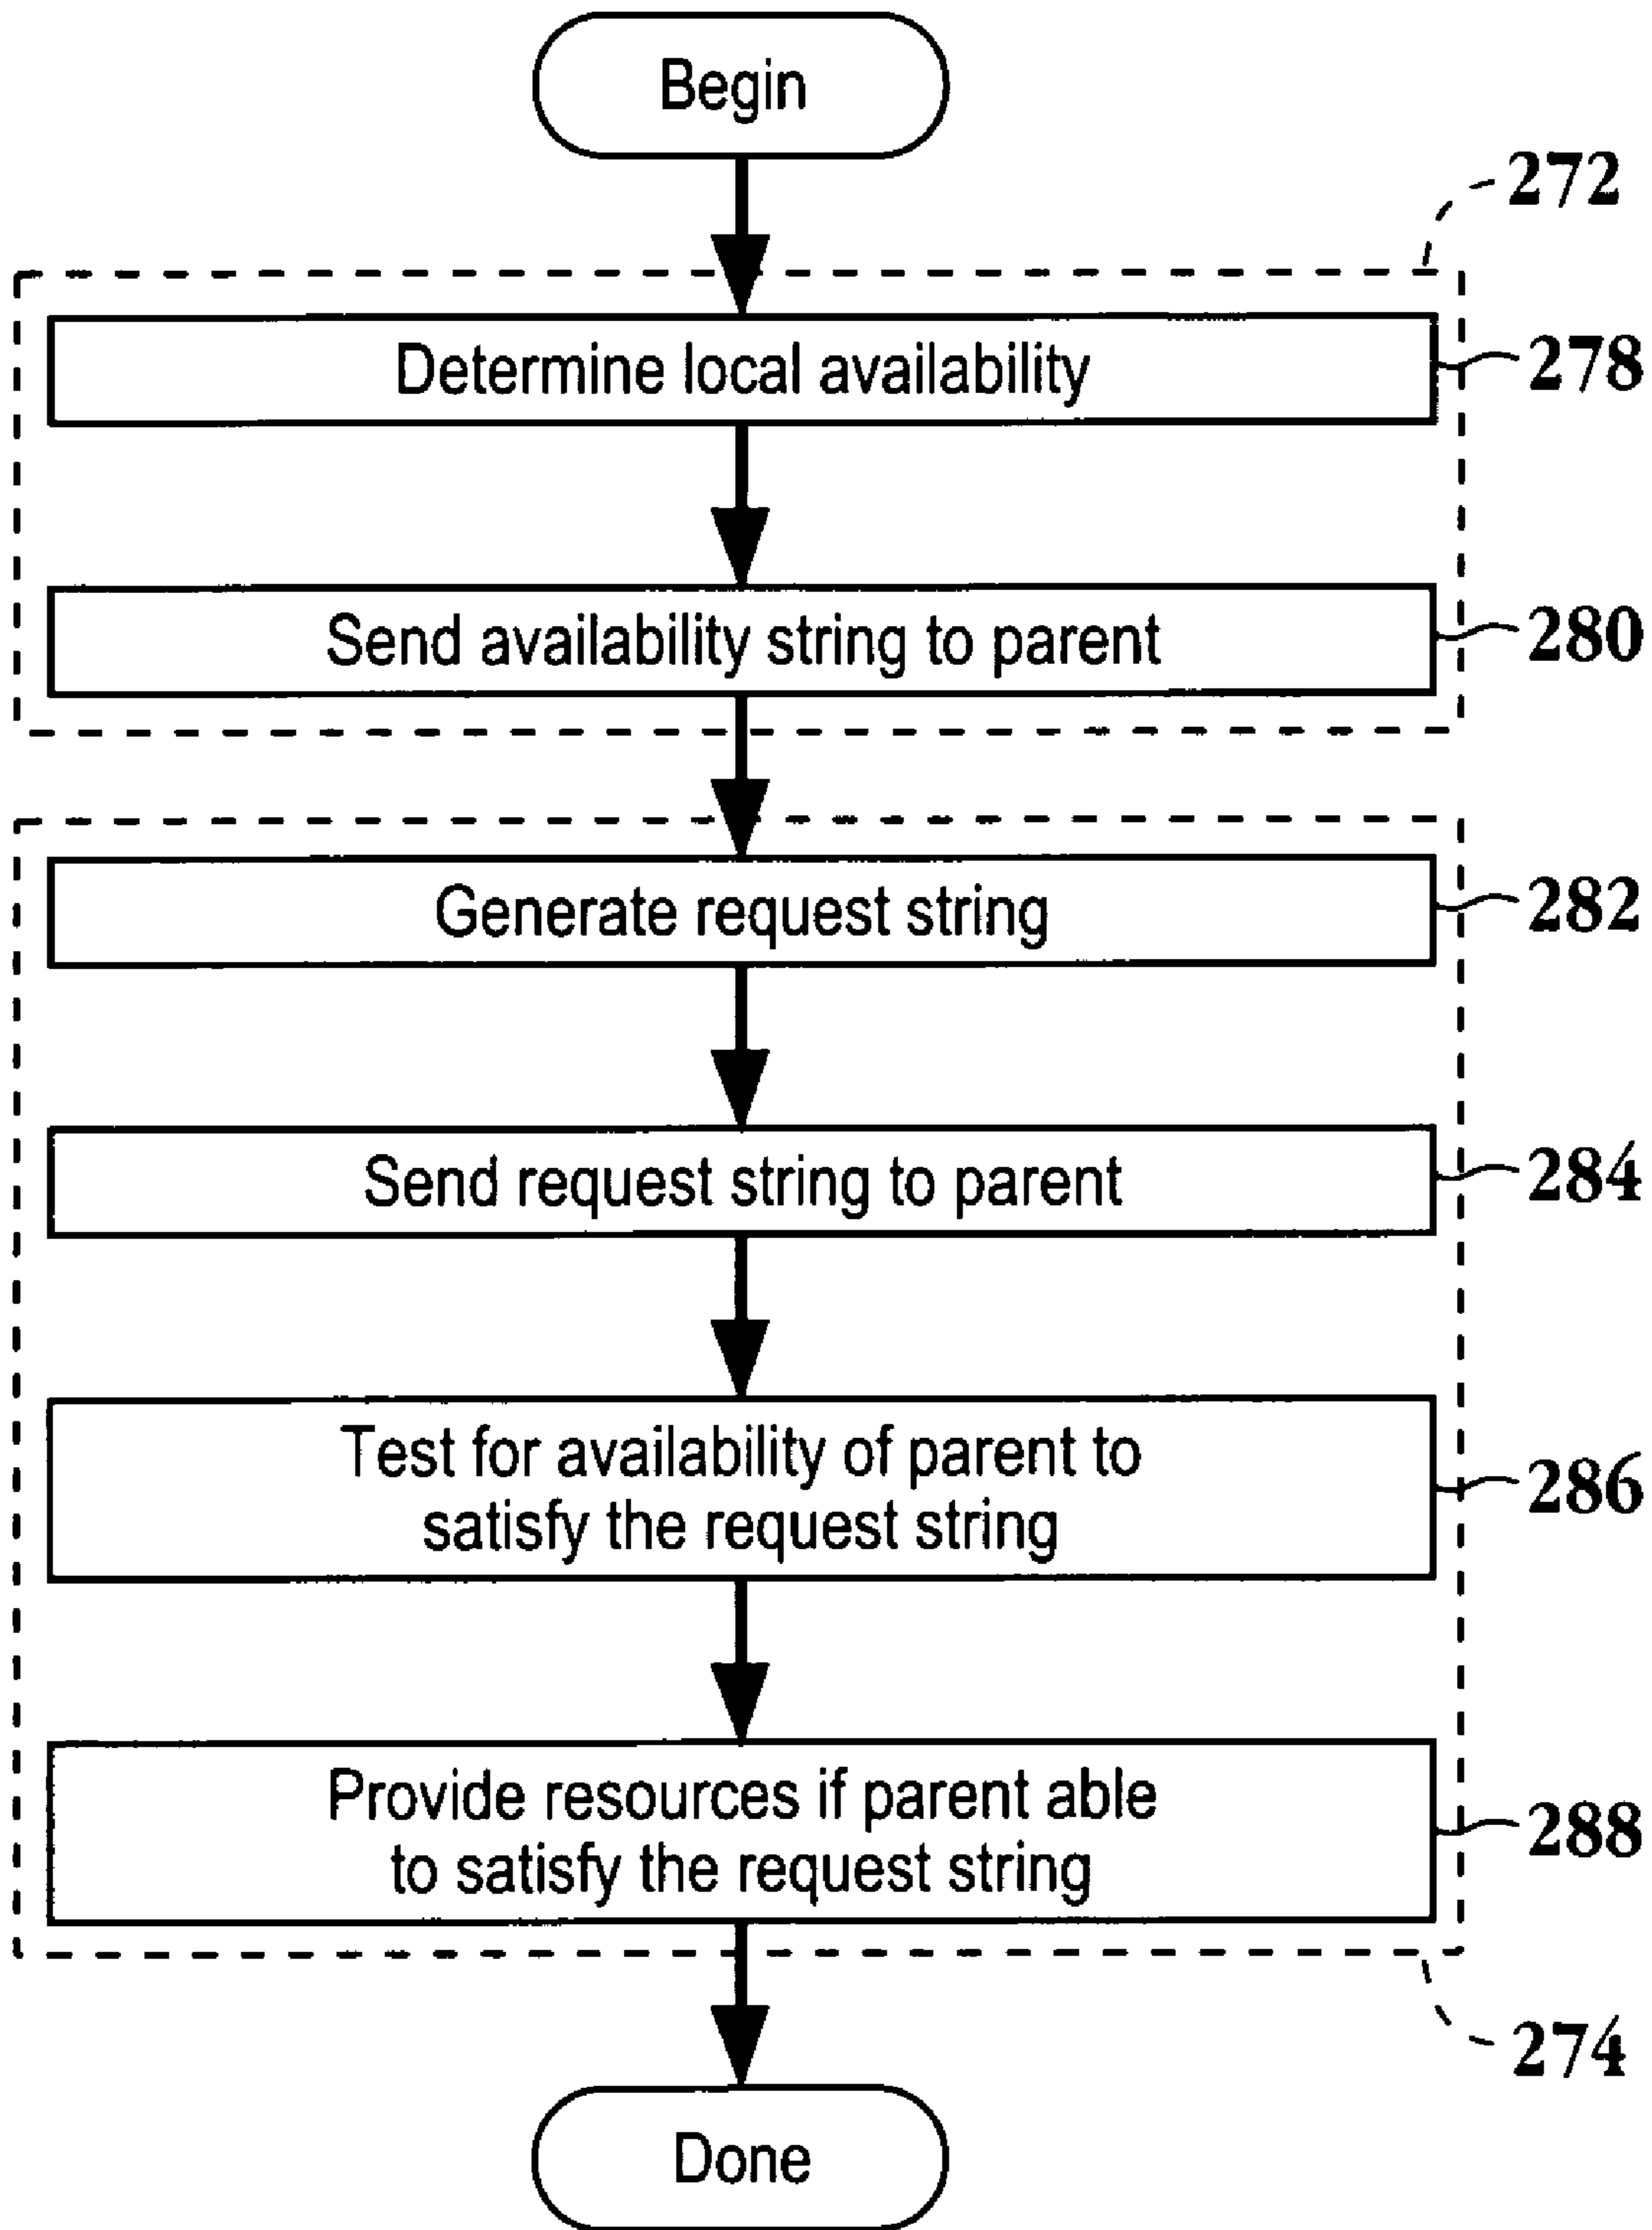 Begin
272
Determine local availability
278
Send availability string to parent
280
Generate request string
282
Send request string to parent
284
Test for availability of parent to
satisfy the request string
286
Provide resources if parent able
to satisfy the request string
288
274
Done